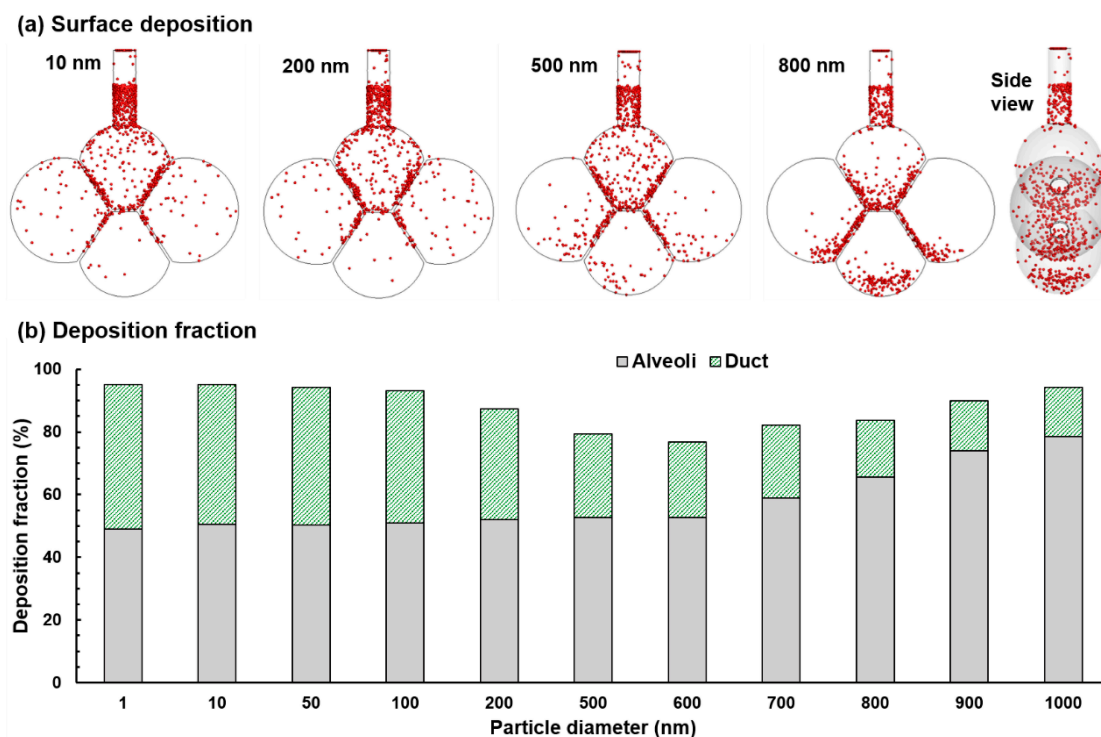 (a) Surface deposition
10 nm
200 nm
500 nm
800 nm
Side
view
(b) Deposition fraction
Alveoli Duct
Deposition fraction (%)
100
80
60
40
20
0
1 10 50 100 200 500 600 700 800 900 1000
Particle diameter (nm)